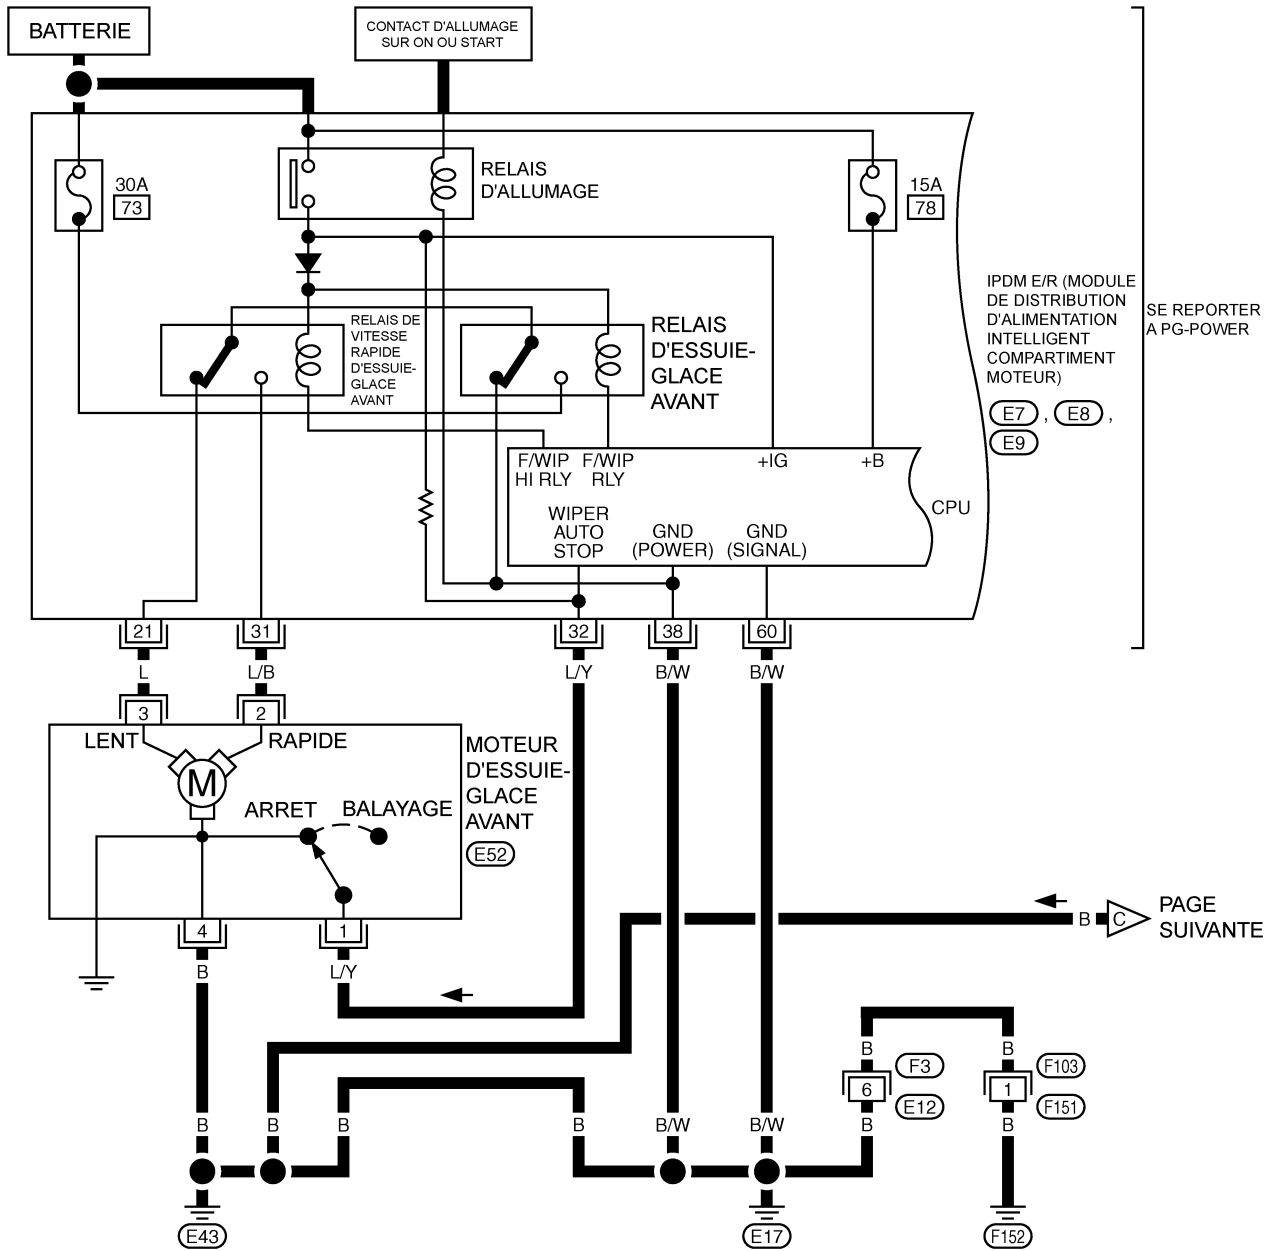 BATTERIE
CONTACT D'ALLUMAGE
SUR ON OU START
30A
73
RELAIS
D'ALLUMAGE
15A
78
IPDM E/R (MODULE
DE DISTRIBUTION
D'ALIMENTATION
INTELLIGENT
COMPARTIMENT
MOTEUR)
E7 , E8 ,
E9
SE REPORTER
A PG-POWER
RELAIS DE
VITESSE
RAPIDE
D'ESSUIE-
GLACE
AVANT
RELAIS
D'ESSUIE-
GLACE
AVANT
F/WIP
HI RLY
F/WIP
RLY
+IG
+B
CPU
WIPER
AUTO
STOP
GND
(POWER)
GND
(SIGNAL)
21
31
32
38
60
L
L/B
L/Y
B/W
B/W
3
2
LENT
RAPIDE
M
ARRET
BALAYAGE
MOTEUR
D'ESSUIE-
GLACE
AVANT
E52
4
1
B
L/Y
B
C
PAGE
SUIVANTE
B
B
6
F3
E12
1
F103
F151
B
B
B
B
B/W
B/W
B
B
E43
E17
F152